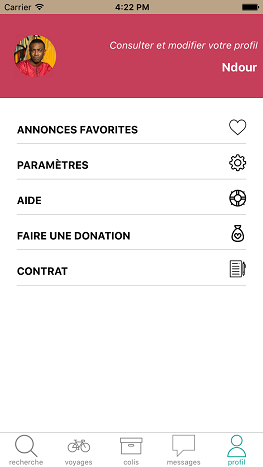 Carrier 4:22 PM
Consulter et modifier votre profil
Ndour
ANNONCES FAVORITES
PARAMÈTRES
AIDE
FAIRE UNE DONATION
CONTRAT
recherche voyages colis messages profil